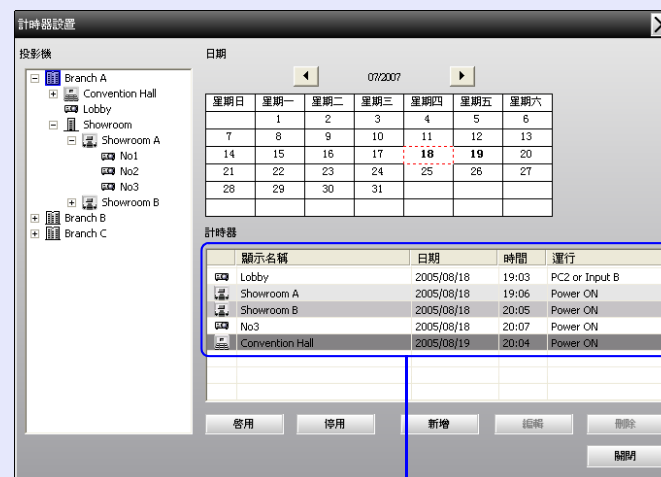 計時器設置
投影機
Branch A
Convention Hall
Lobby
Showroom
Showroom A
No1
No2
No3
Showroom B
Branch B
Branch C
日期
07/2007
星期日 星期一 星期二 星期三 星期四 星期五 星期六
1 2 3 4 5 6
7 8 9 10 11 12 13
14 15 16 17 18 19 20
21 22 23 24 25 26 27
28 29 30 31
計時器
顯示名稱 日期 時間 運行
Lobby 2005/08/18 19:03 PC2 or Input B
Showroom A 2005/08/18 19:06 Power ON
Showroom B 2005/08/18 20:05 Power ON
No3 2005/08/18 20:07 Power ON
Convention Hall 2005/08/19 20:04 Power ON
啓用 停用 新增 編輯 刪除
關閉